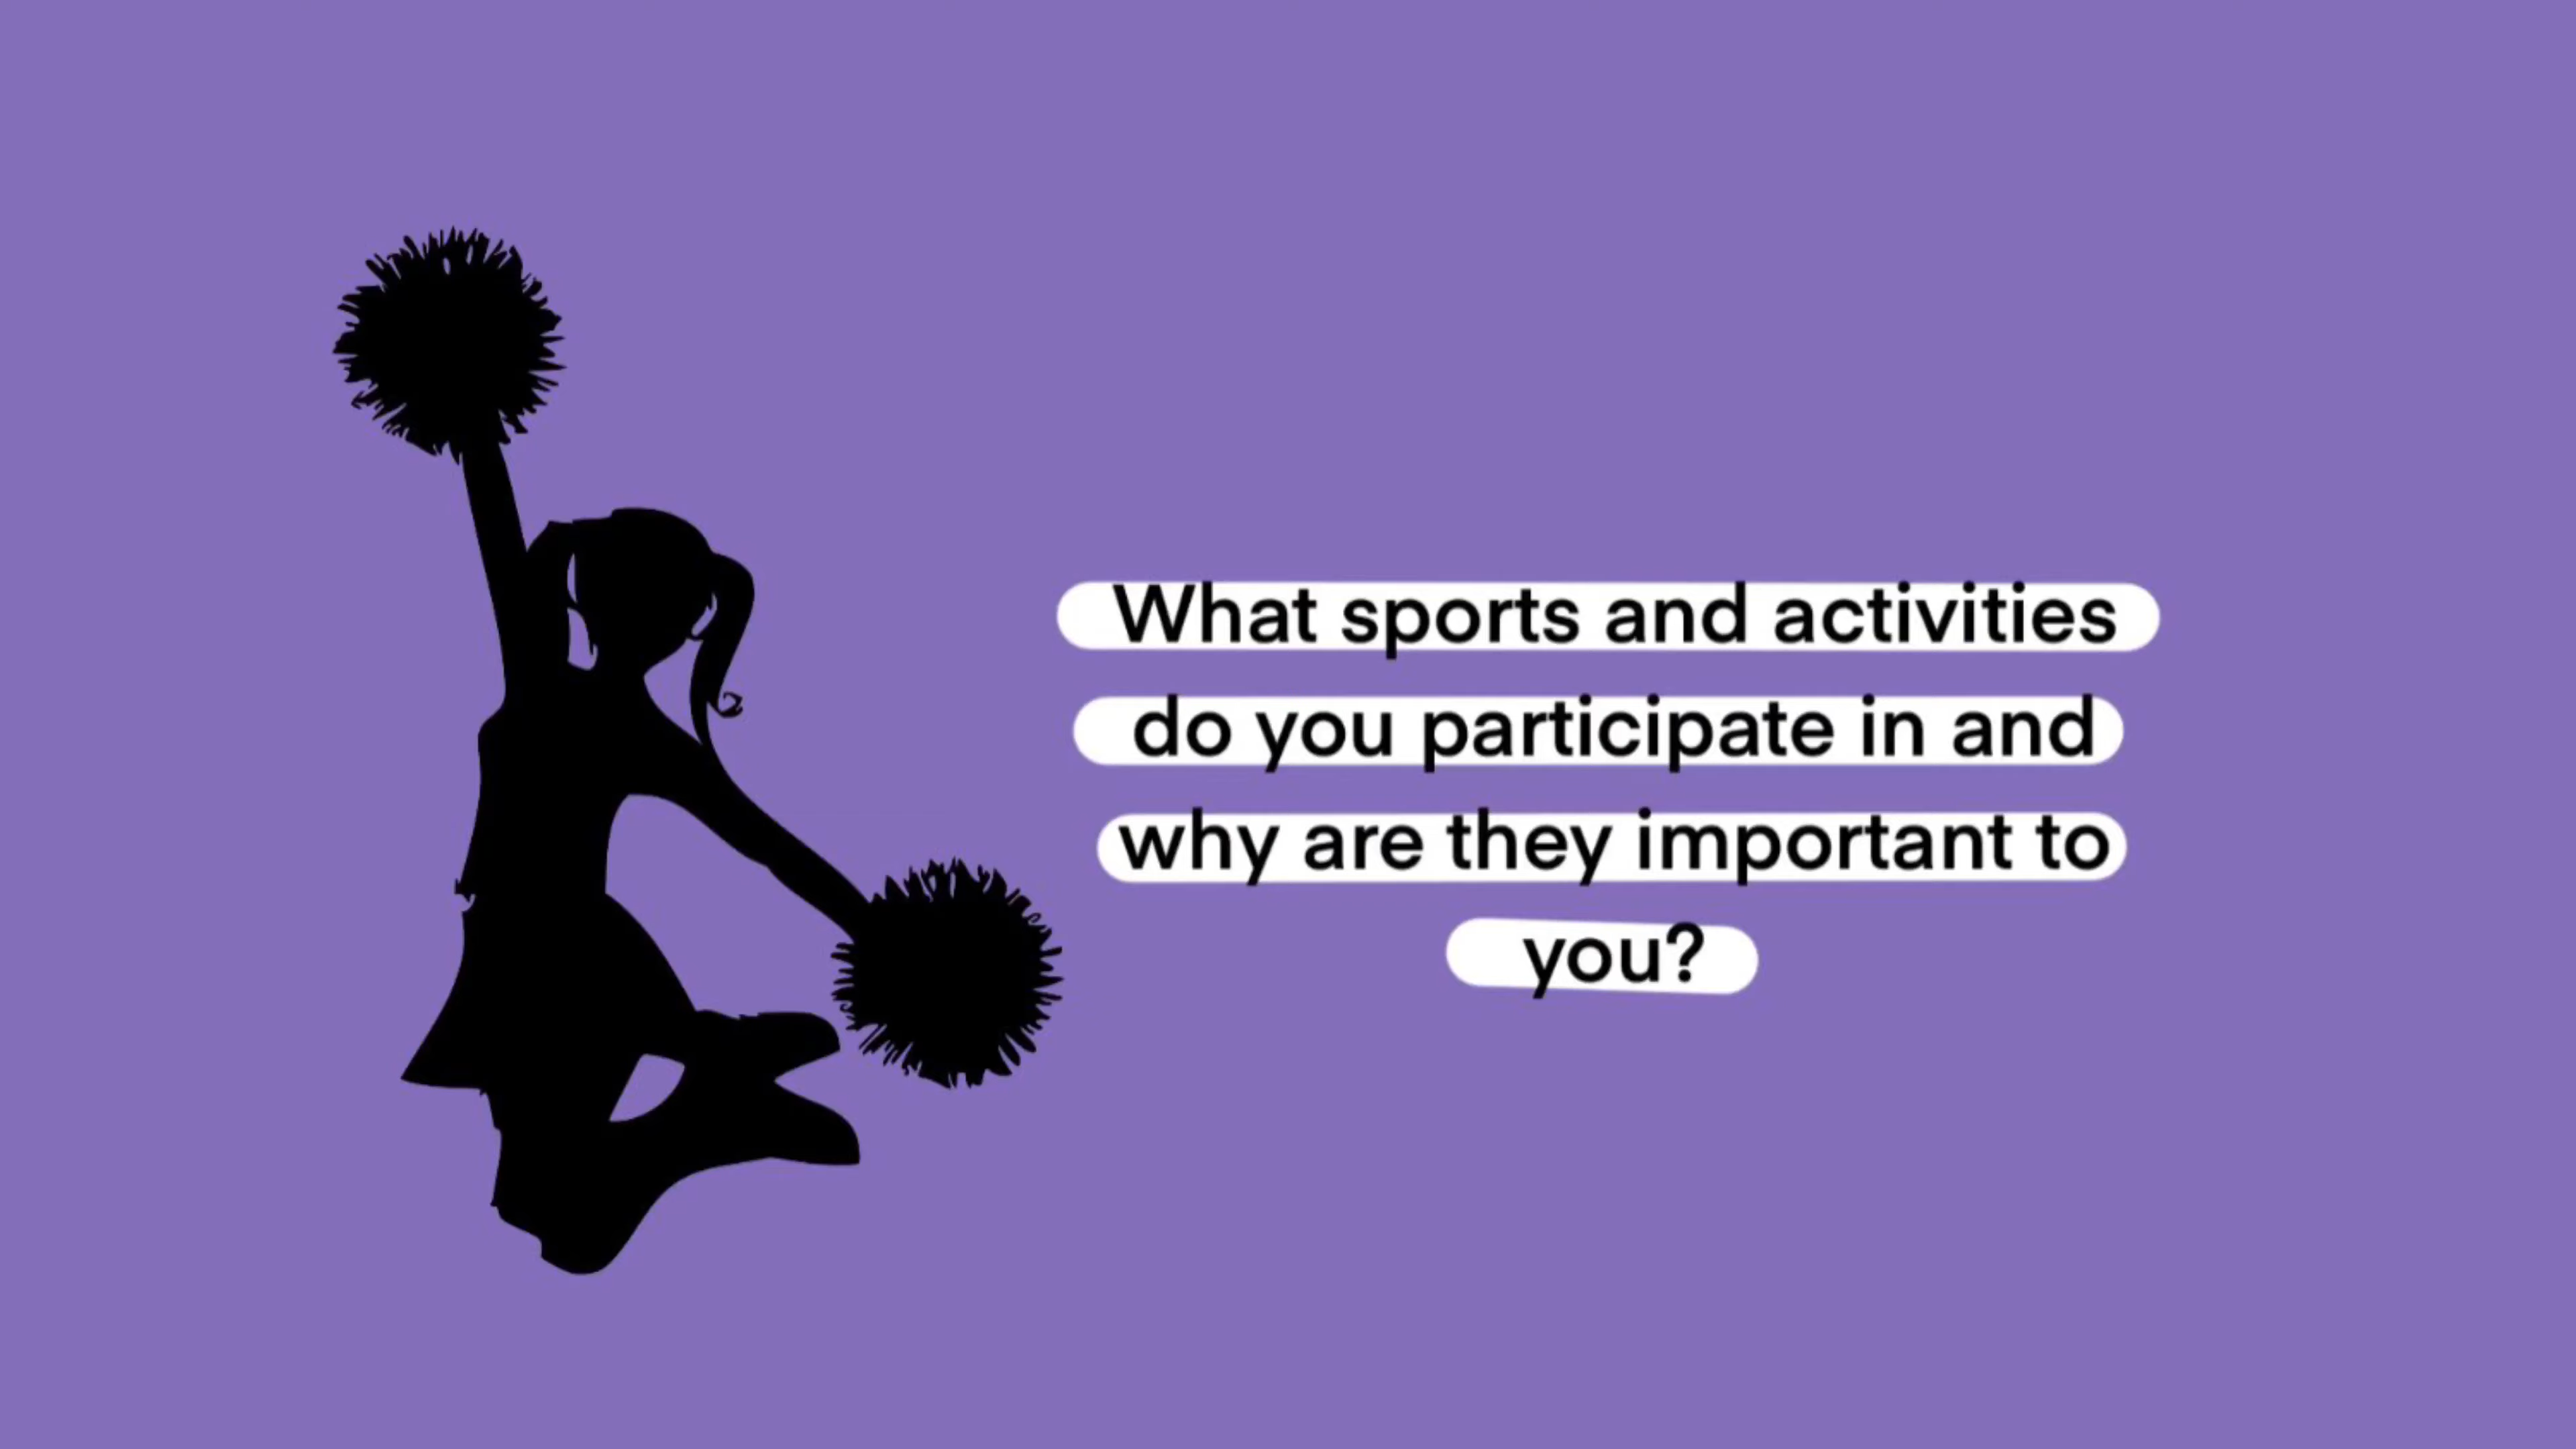 What sports and activities
do you participate in and
why are they important to
you?